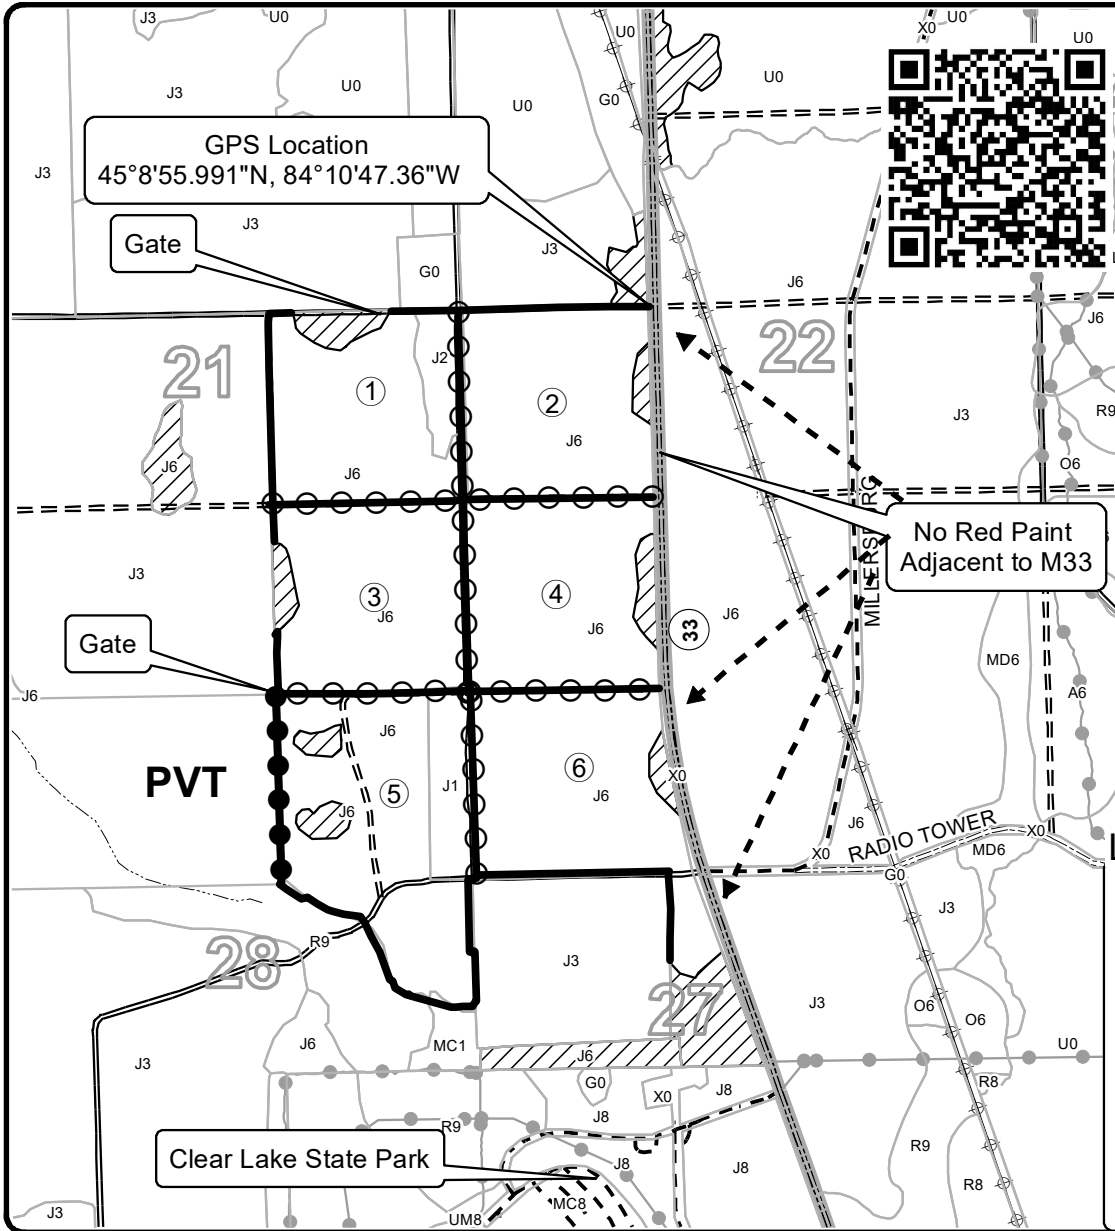 J3
U0
U0
X0
U0
U0
J3
U0
U0
G0
U0
GPS Location
45°8'55.991"N, 84°10'47.36"W
J3
J3
Gate
J3
G0
J6
J6
21
22
J2
1
2
J3
R9
J6
J6
J6
O6
No Red Paint
Adjacent to M33
MILLERSBURG
J3
3
J6
4
J6
33
J6
Gate
MD6
A6
J6
PVT
J6
5
J6
J1
6
J6
X0
J6
RADIO TOWER
X0
X0
MD6
G0
28
R9
J3
27
J3
J3
O6
O6
J3
J6
MC1
J6
U0
G0
X0
J8
R8
R9
J8
R9
Clear Lake State Park
J8
J8
R8
J3
UM8
MC8